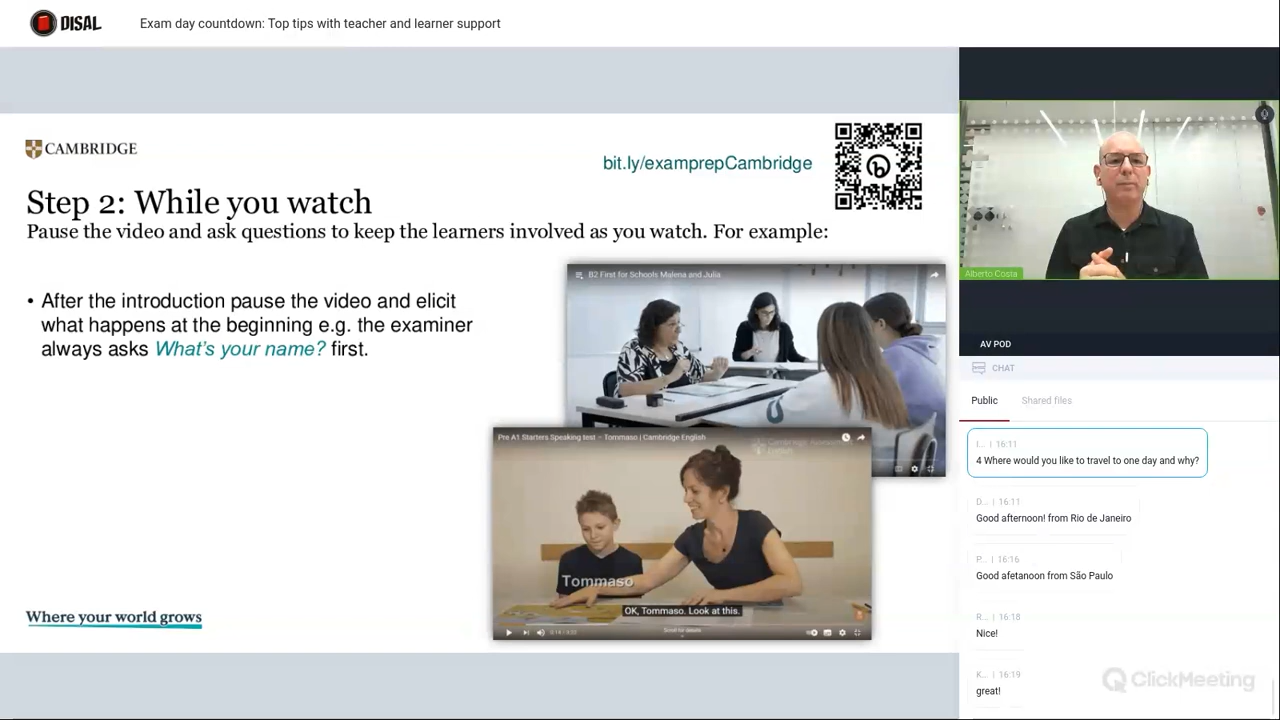 DISAL
Exam day countdown: Top tips with teacher and learner support
CAMBRIDGE
bit.ly/examprepCambridge
Step 2: While you watch
Pause the video and ask questions to keep the learners involved as you watch. For example:
• After the introduction pause the video and elicit
what happens at the beginning e.g. the examiner
always asks What's your name? first.
B2 First for Schools Malena and Julia
Pre A1 Starters Speaking test – Tommaso | Cambridge English
Cambridge Assessment
English
Tommaso
OK, Tommaso. Look at this.
Scroll for details
Where your world grows
Alberto Costa
AV POD
CHAT
Public
Shared files
I... | 16:11
4 Where would you like to travel to one day and why?
D... | 16:11
Good afternoon! from Rio de Janeiro
P... | 16:16
Good afetanoon from São Paulo
R... | 16:18
Nice!
K... | 16:19
great!
ClickMeeting